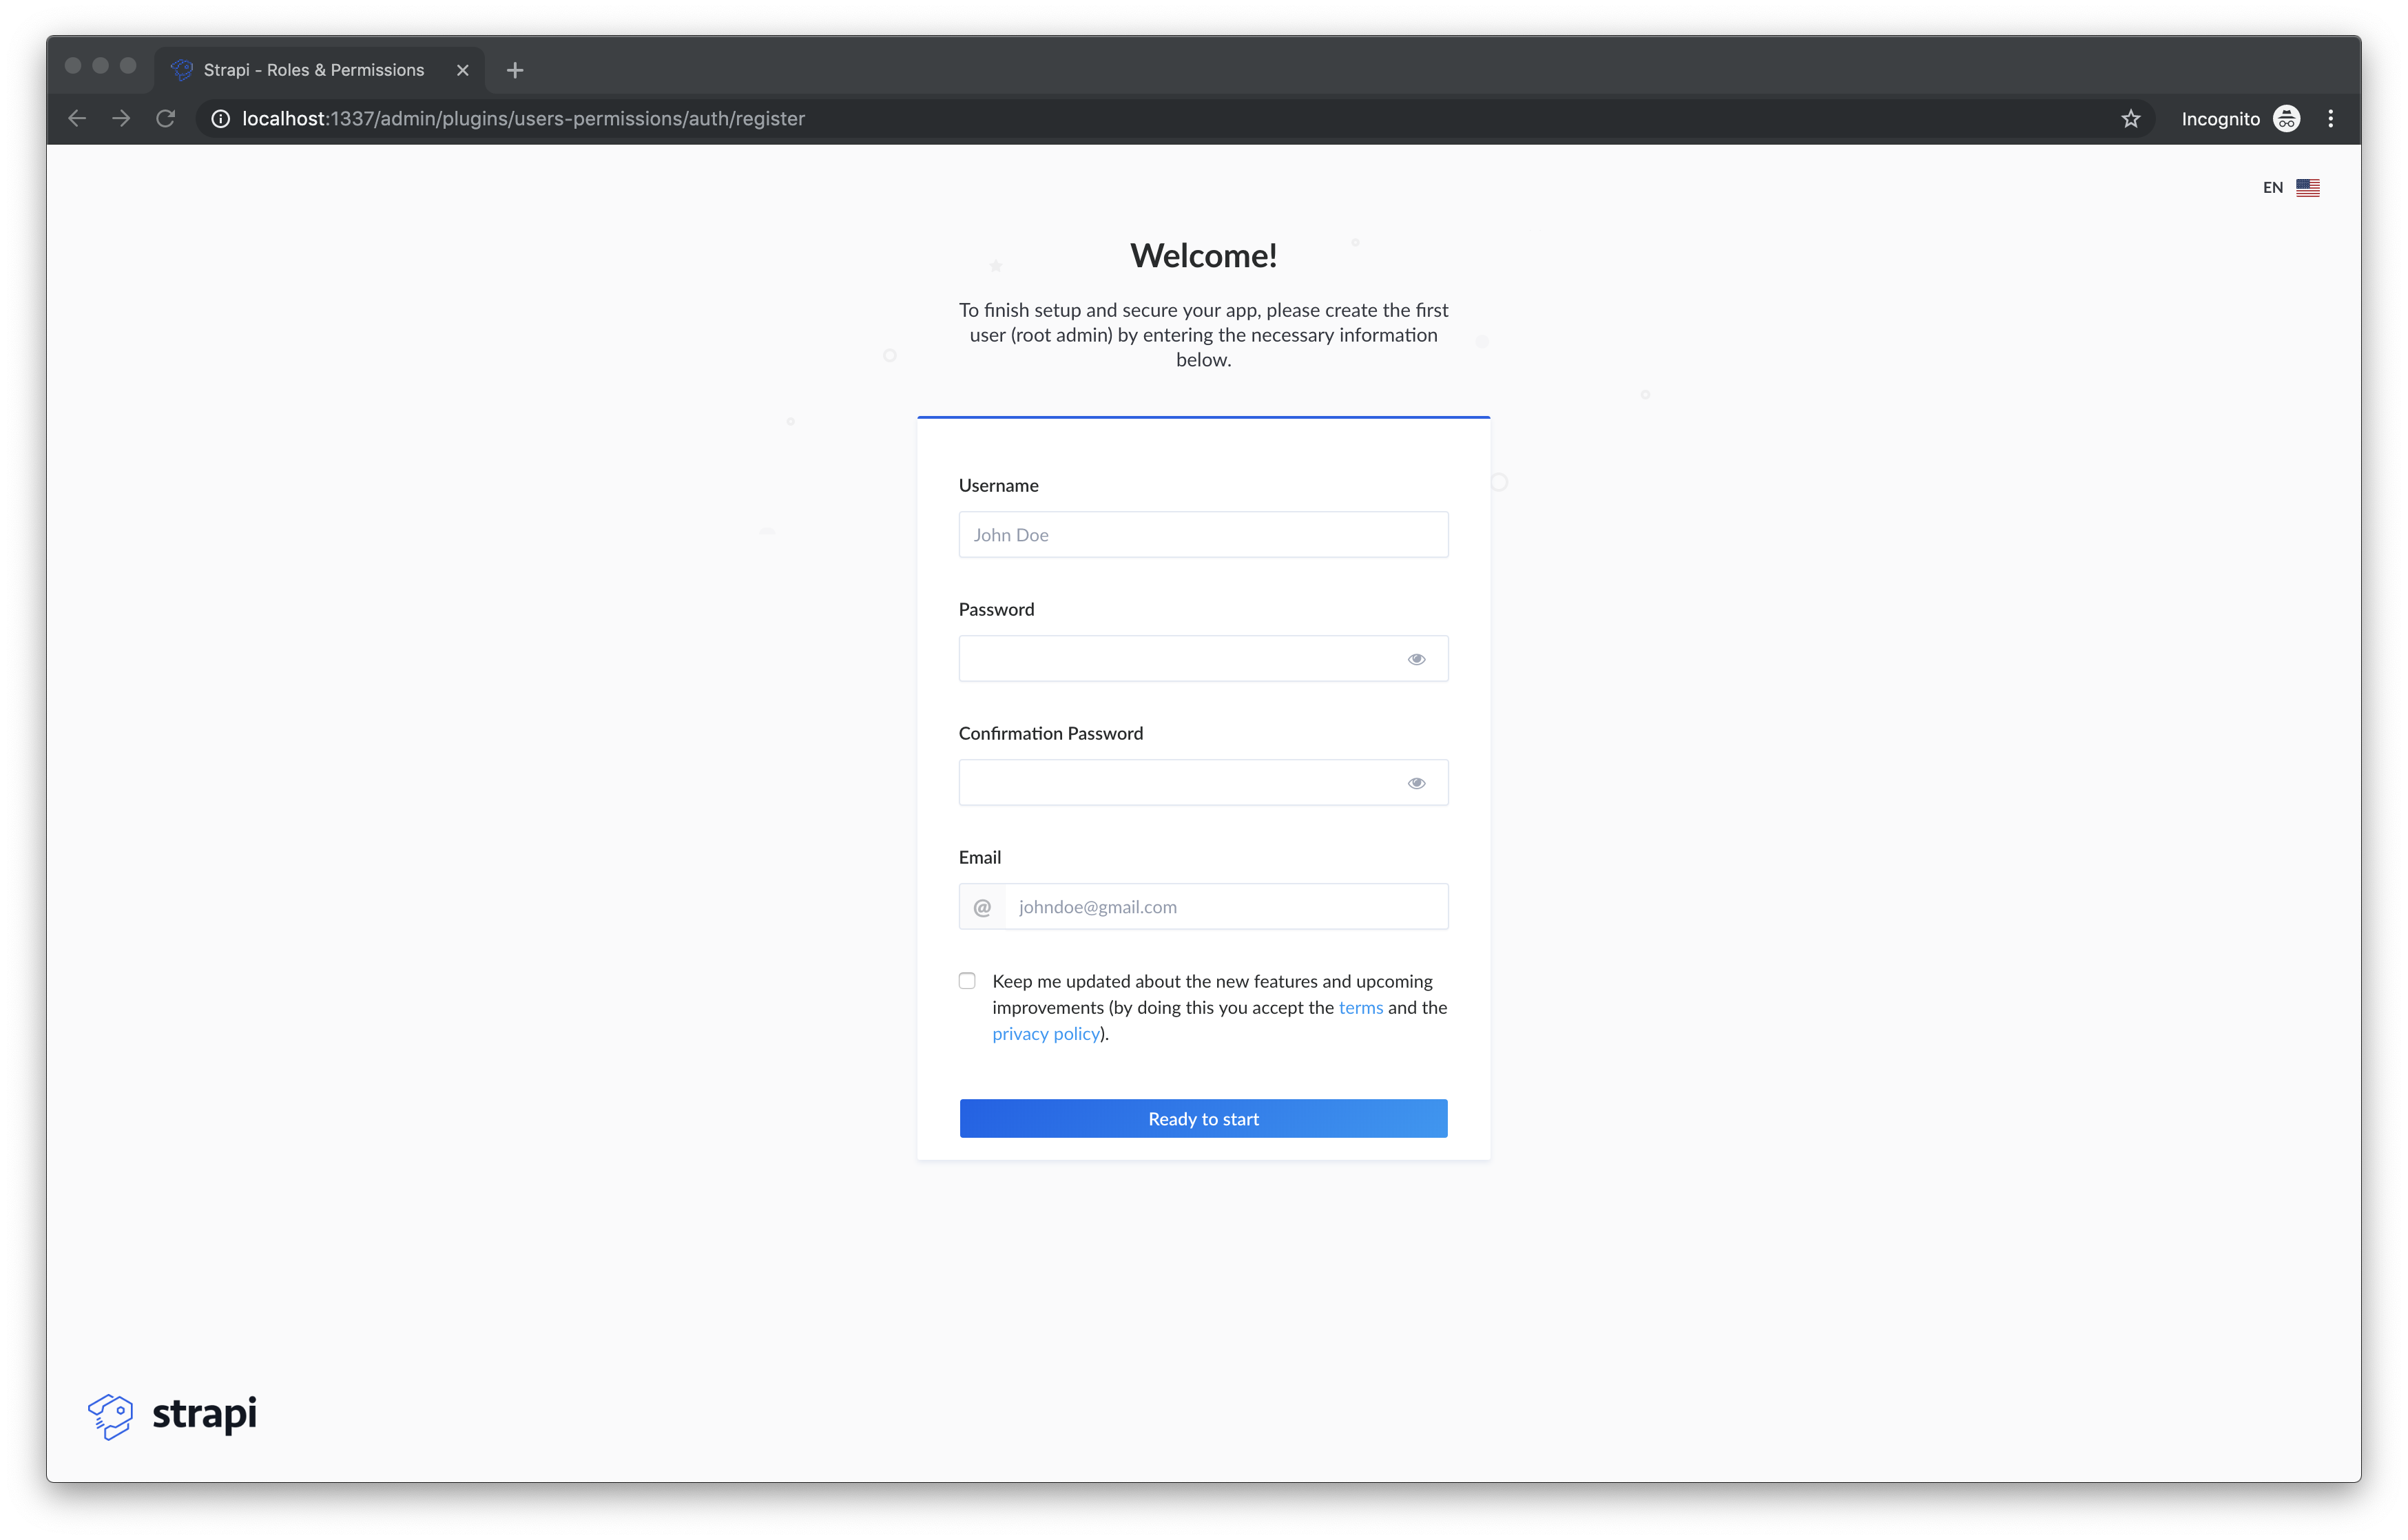 Strapi - Roles & Permissions
localhost:1337/admin/plugins/users-permissions/auth/register
Incognito
EN
Welcome!
To finish setup and secure your app, please create the first
user (root admin) by entering the necessary information
below.
Username
John Doe
Password
Confirmation Password
Email
@ johndoe@gmail.com
Keep me updated about the new features and upcoming
improvements (by doing this you accept the terms and the
privacy policy).
Ready to start
strapi